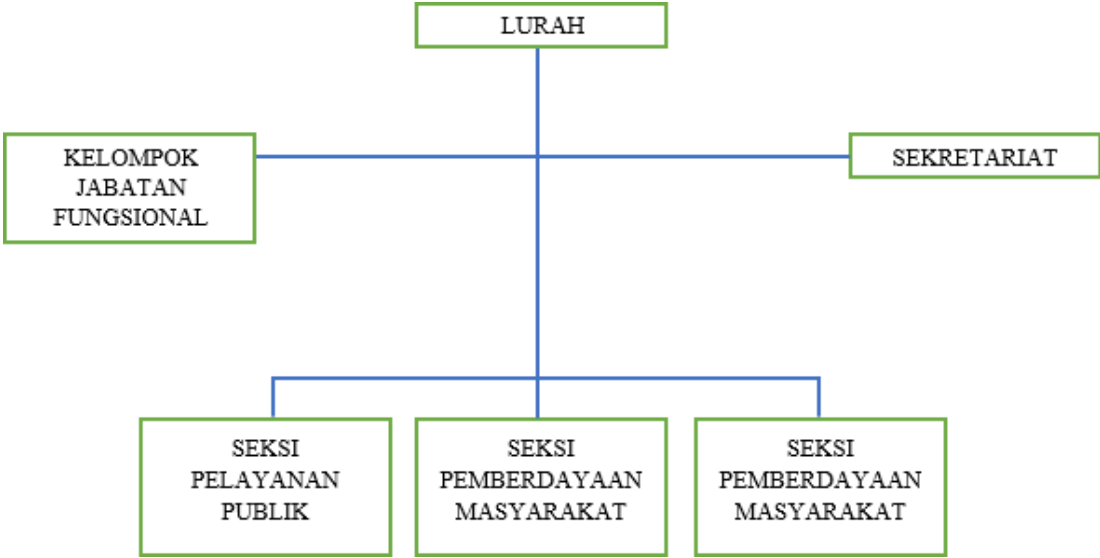 LURAH
KELOMPOK
JABATAN
FUNGSIONAL
SEKRETARIAT
SEKSI
PELAYANAN
PUBLIK
SEKSI
PEMBERDAYAAN
MASYARAKAT
SEKSI
PEMBERDAYAAN
MASYARAKAT